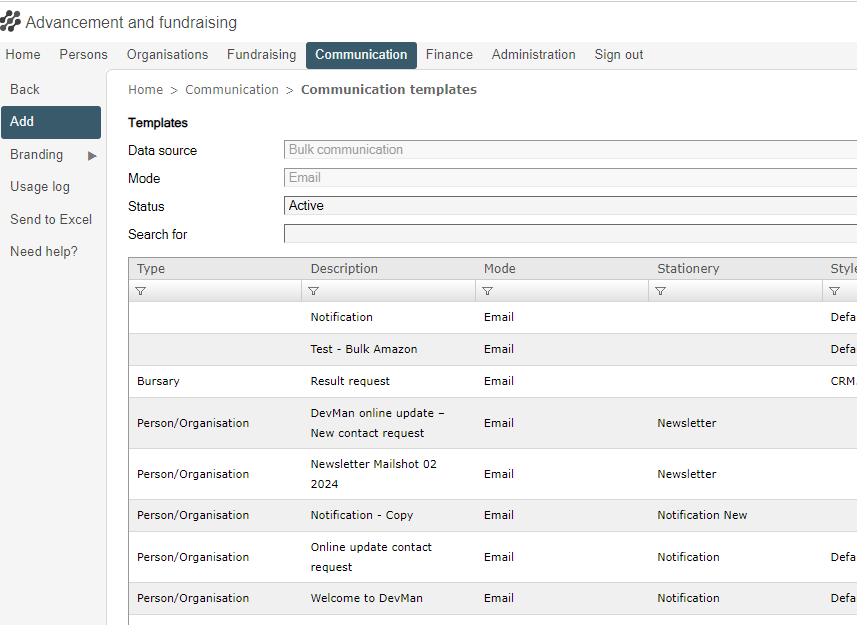 Advancement and fundraising
Home Persons Organisations Fundraising Communication Finance Administration Sign out
Back
Add
Branding
Usage log
Send to Excel
Need help?
Home > Communication > Communication templates
Templates
Data source Bulk communication
Mode Email
Status Active
Search for
Type Description Mode Stationery Style
Notification Email Defa
Test - Bulk Amazon Email Defa
Bursary Result request Email CRM
Person/Organisation DevMan online update –
New contact request Email Newsletter
Person/Organisation Newsletter Mailshot 02
2024 Email Newsletter
Person/Organisation Notification - Copy Email Notification New
Person/Organisation Online update contact
request Email Notification Defa
Person/Organisation Welcome to DevMan Email Notification Defa